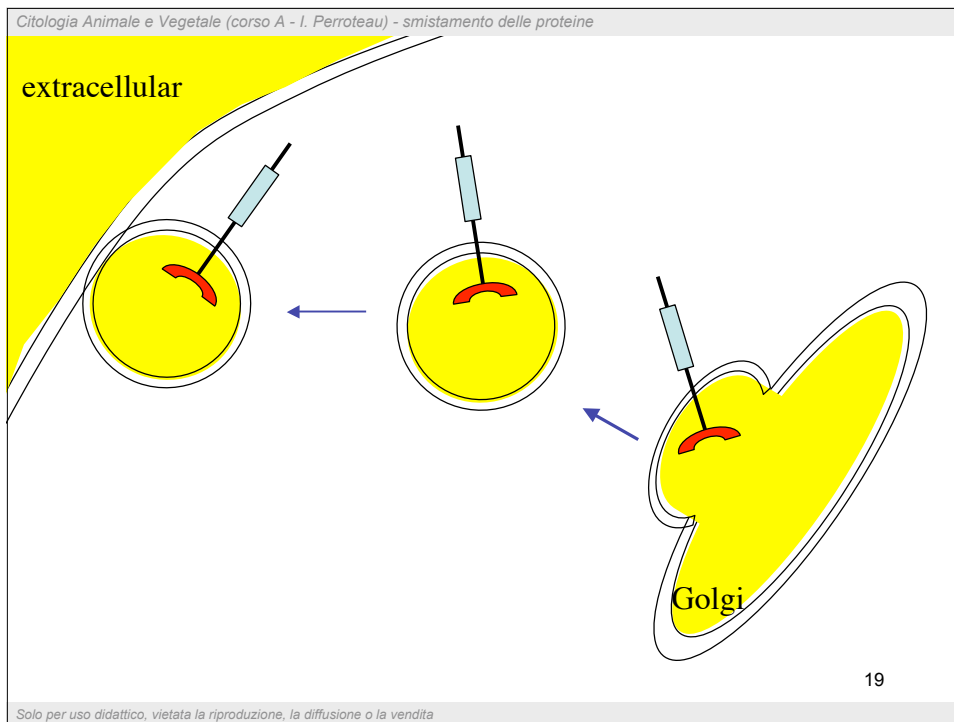 Citologia Animale e Vegetale (corso A - I. Perroteau) - smistamento delle proteine
extracellular
Golgi
19
Solo per uso didattico, vietata la riproduzione, la diffusione o la vendita